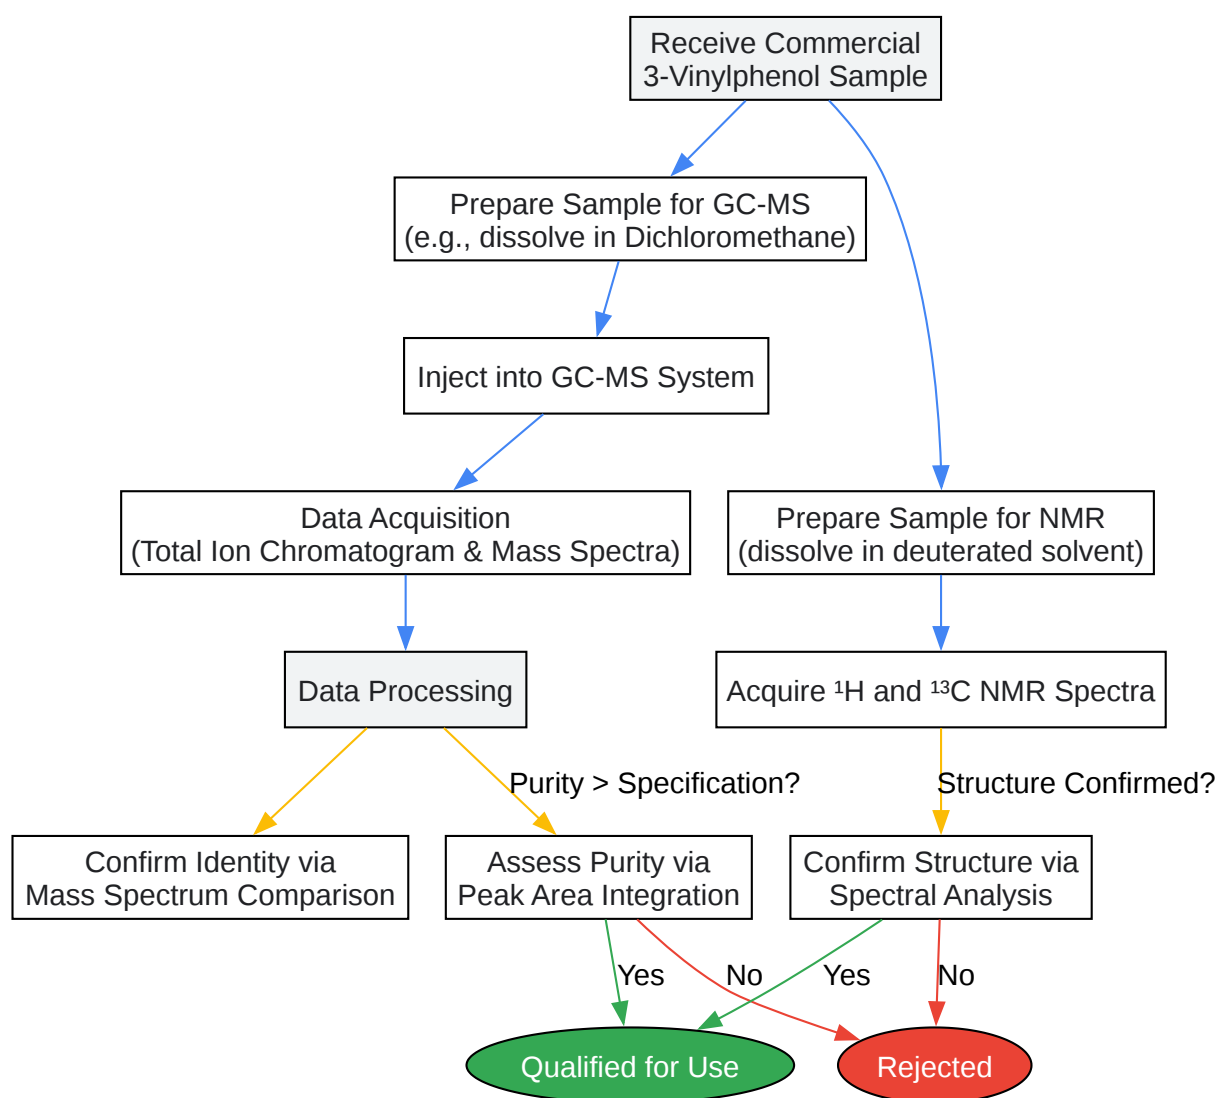 Receive Commercial
3-Vinylphenol Sample
Prepare Sample for GC-MS
(e.g., dissolve in Dichloromethane)
Inject into GC-MS System
Data Acquisition
(Total Ion Chromatogram & Mass Spectra)
Prepare Sample for NMR
(dissolve in deuterated solvent)
Data Processing
Acquire ¹H and ¹³C NMR Spectra
Purity > Specification?
Structure Confirmed?
Confirm Identity via
Mass Spectrum Comparison
Assess Purity via
Peak Area Integration
Confirm Structure via
Spectral Analysis
Yes
No
Yes
No
Qualified for Use
Rejected